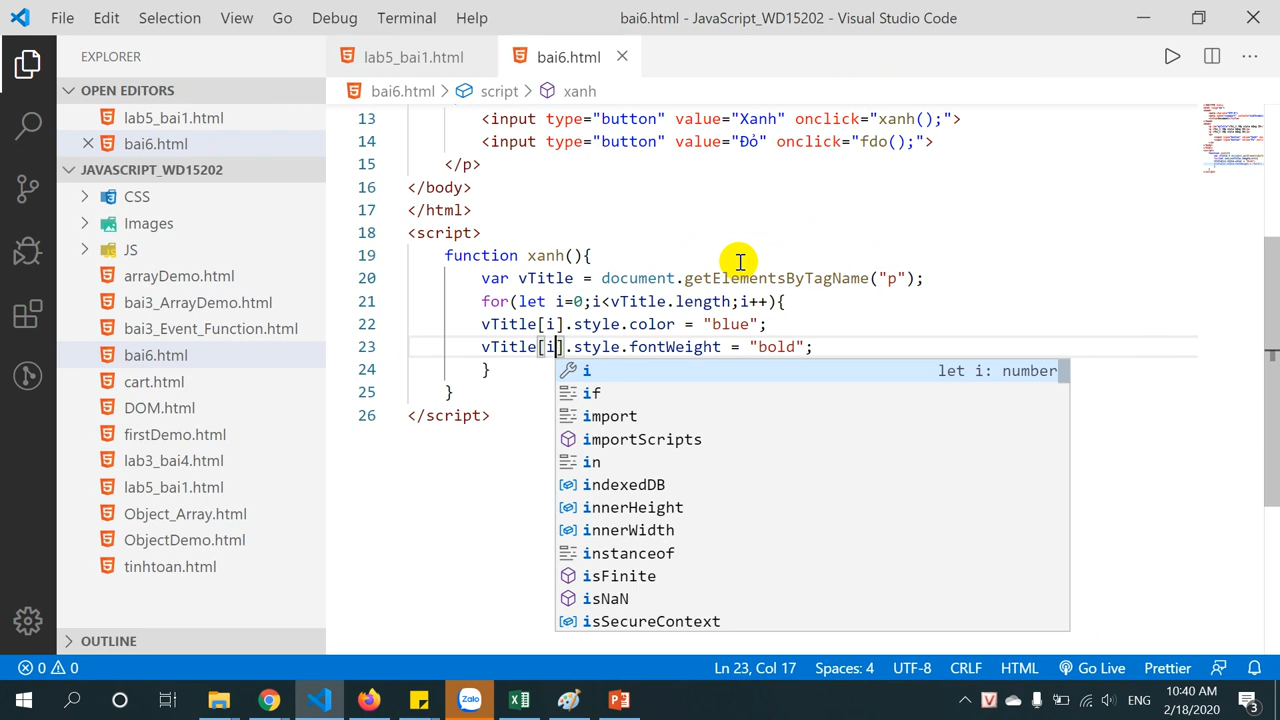 File Edit Selection View Go Debug Terminal Help bai6.html - JavaScript_WD15202 - Visual Studio Code
EXPLORER
OPEN EDITORS
lab5_bai1.html
bai6.html
JAVASCRIPT_WD15202
CSS
Images
JS
arrayDemo.html
bai3_ArrayDemo.html
bai3_Event_Function.html
bai6.html
cart.html
DOM.html
firstDemo.html
lab3_bai4.html
lab5_bai1.html
Object_Array.html
ObjectDemo.html
tinhtoan.html
OUTLINE
lab5_bai1.html bai6.html
bai6.html > script > xanh
13 <input type="button" value="Xanh" onclick="xanh();">
14 <input type="button" value="Đỏ" onclick="fdo();">
15 </p>
16 </body>
17 </html>
18 <script>
19 function xanh(){
20 var vTitle = document.getElementsByTagName("p");
21 for(let i=0;i<vTitle.length;i++){
22 vTitle[i].style.color = "blue";
23 vTitle[i].style.fontWeight = "bold";
24 }
25 }
26 </script>
i let i: number
if
import
importScripts
in
indexedDB
innerHeight
innerWidth
instanceof
isFinite
isNaN
isSecureContext
0 0 Ln 23, Col 17 Spaces: 4 UTF-8 CRLF HTML Go Live Prettier
Zalo
ENG
10:40 AM
2/18/2020
3